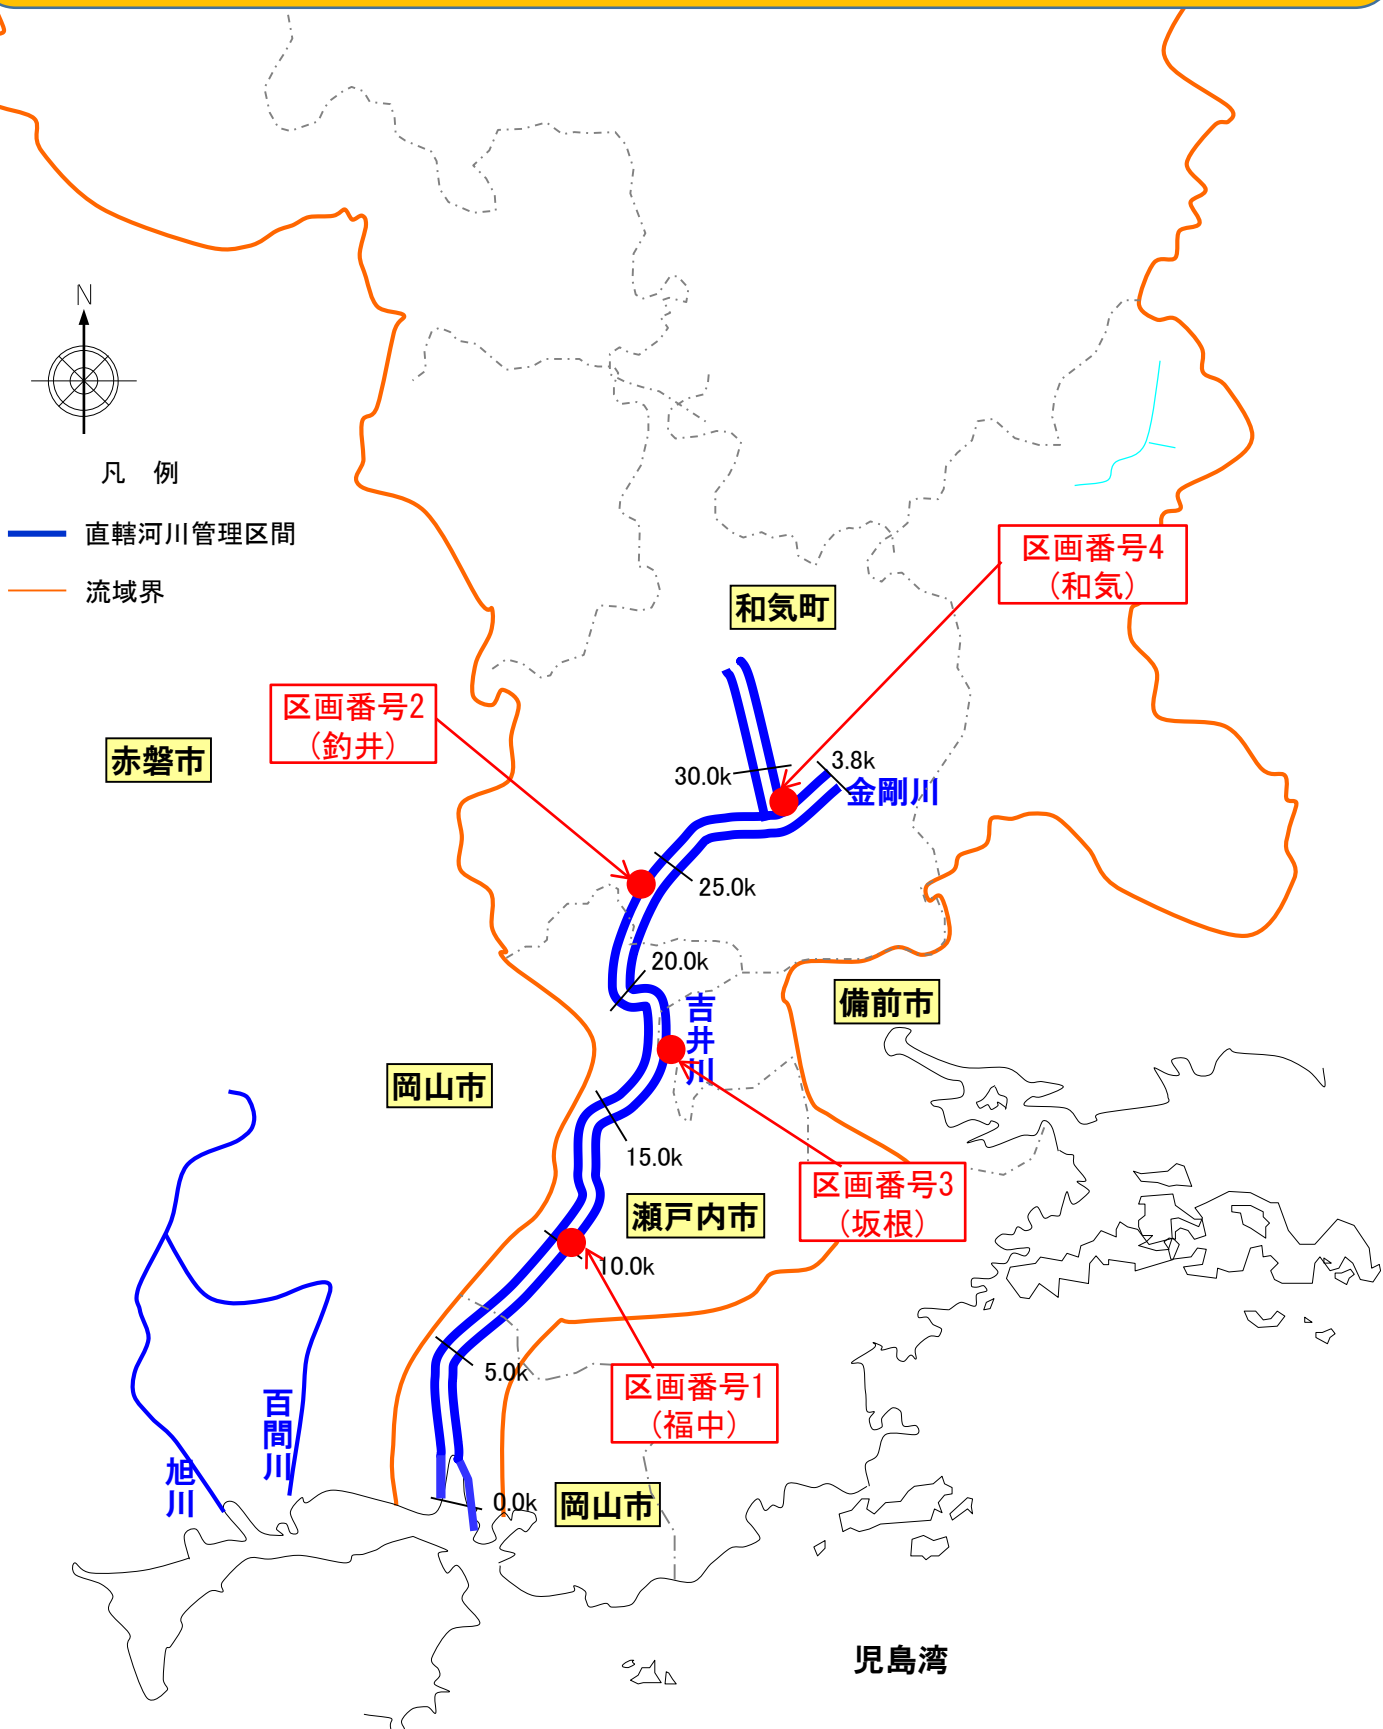 N
凡 例
直轄河川管理区間
流域界
区画番号4
(和気)
和気町
区画番号2
(釣井)
赤磐市
3.8k
30.0k
金剛川
25.0k
20.0k
備前市
吉井川
岡山市
15.0k
区画番号3
(坂根)
瀬戸内市
10.0k
5.0k
区画番号1
(福中)
百間川
旭川
0.0k
岡山市
児島湾